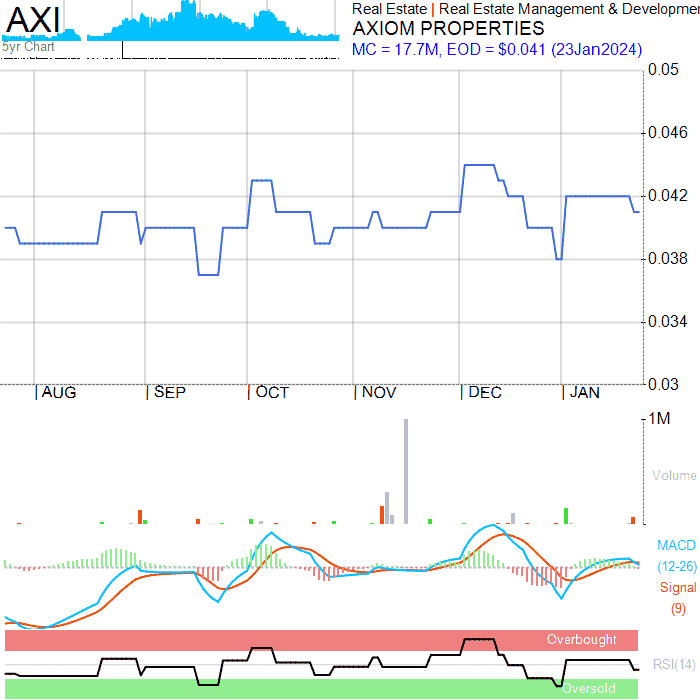 AXI
5yr Chart
Real Estate | Real Estate Management & Developmen
AXIOM PROPERTIES
MC = 17.7M, EOD = $0.041 (23Jan2024)
0.05
0.046
0.042
0.038
0.034
0.03
AUG SEP OCT NOV DEC JAN
1M
Volume
MACD
(12-26)
Signal
(9)
Overbought
RSI(14)
Oversold